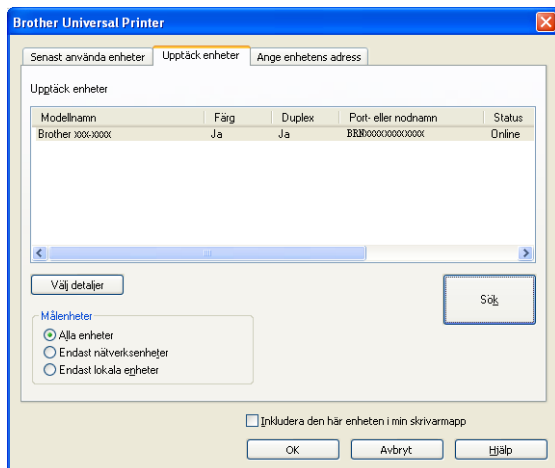 Brother Universal Printer
Senast använda enheter Upptäck enheter Ange enhetens adress
Upptäck enheter
Modellnamn Färg Duplex Port- eller nodnamn Status
Brother xxx-xxxx Ja Ja BRNxxxxxxxxxxxx Online
Välj detaljer
Sök
Målenheter
Alla enheter
Endast nätverksenheter
Endast lokala enheter
Inkludera den här enheten i min skrivarmapp
OK Avbryt Hjälp